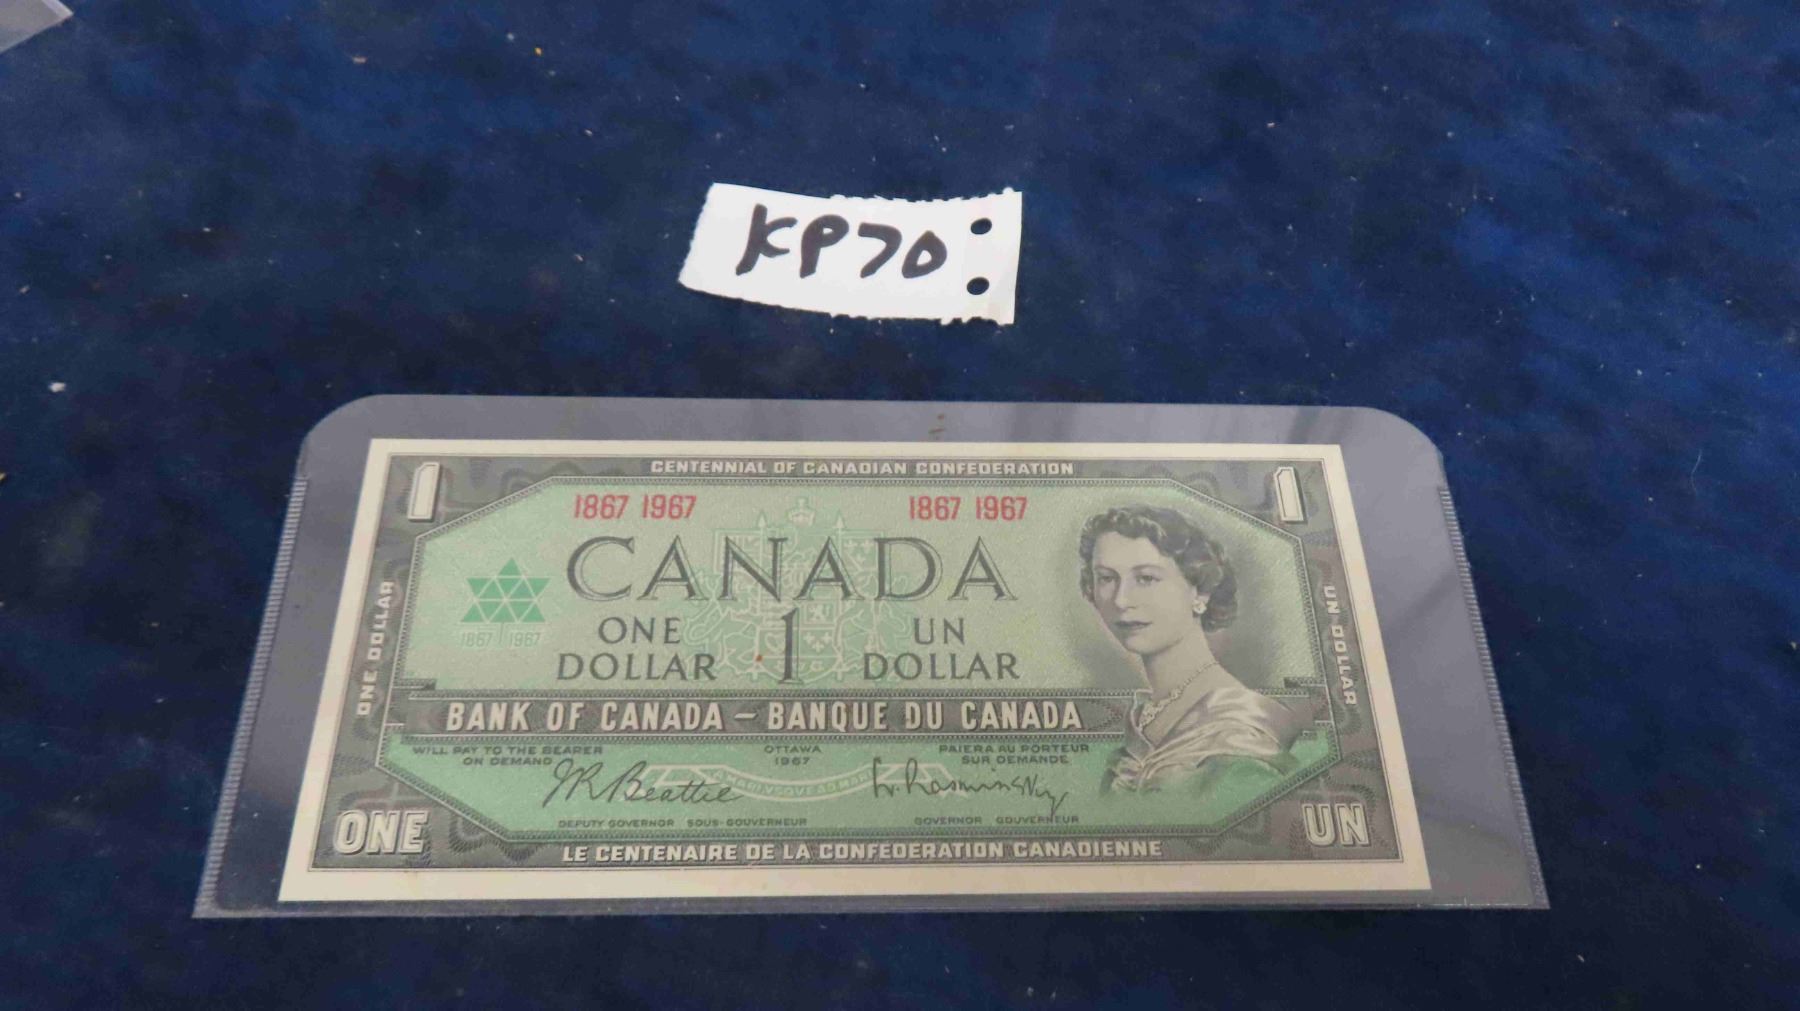 KP70
CENTENNIAL OF CANADIAN CONFEDERATION
1 1
1867 1967 1867 1967
CANADA
1867 1967
ONE DOLLAR 1 UN DOLLAR
ONE DOLLAR
UN DOLLAR
BANK OF CANADA – BANQUE DU CANADA
WILL PAY TO THE BEARER ON DEMAND
OTTAWA 1967
PAIERA AU PORTEUR SUR DEMANDE
JR Beattie
L. Rasminsky
DEPUTY GOVERNOR SOUS-GOUVERNEUR
GOVERNOR GOUVERNEUR
ONE UN
LE CENTENAIRE DE LA CONFEDERATION CANADIENNE